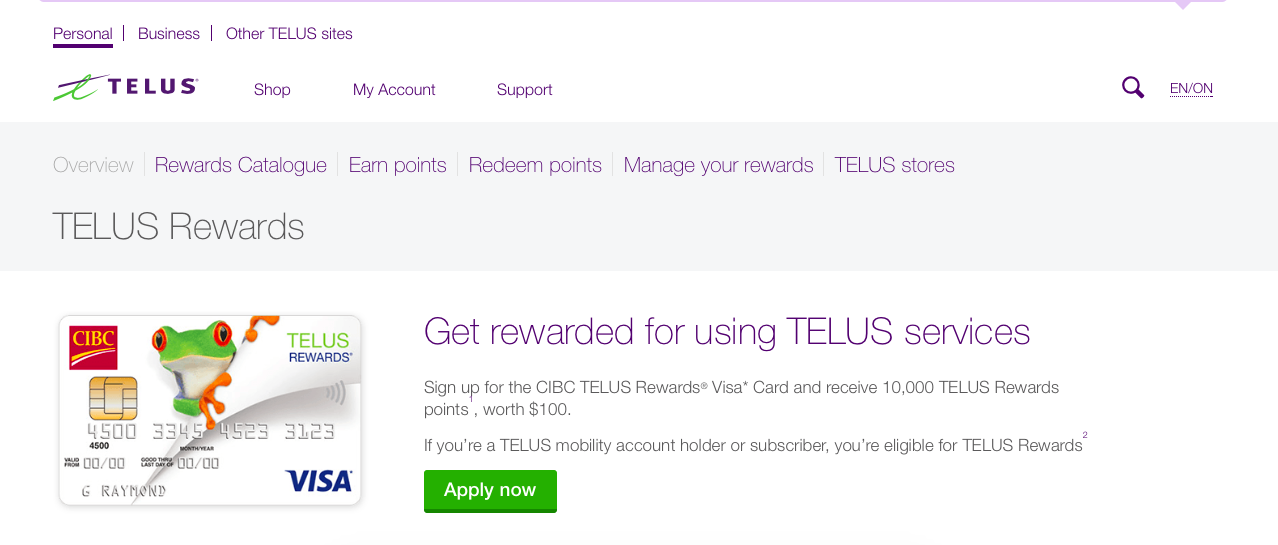 Personal
Business
Other TELUS sites
TELUS®
Shop
My Account
Support
EN/ON
Overview
Rewards Catalogue
Earn points
Redeem points
Manage your rewards
TELUS stores
TELUS Rewards
CIBC
TELUS
REWARDS®
4500 3345 4523 3123
4500
MONTH/YEAR
VALID
FROM
00/00
GOOD THRU
LAST DAY OF
00/00
G RAYMOND
VISA
Get rewarded for using TELUS services
Sign up for the CIBC TELUS Rewards® Visa* Card and receive 10,000 TELUS Rewards
points¹, worth $100.
If you're a TELUS mobility account holder or subscriber, you're eligible for TELUS Rewards²
Apply now